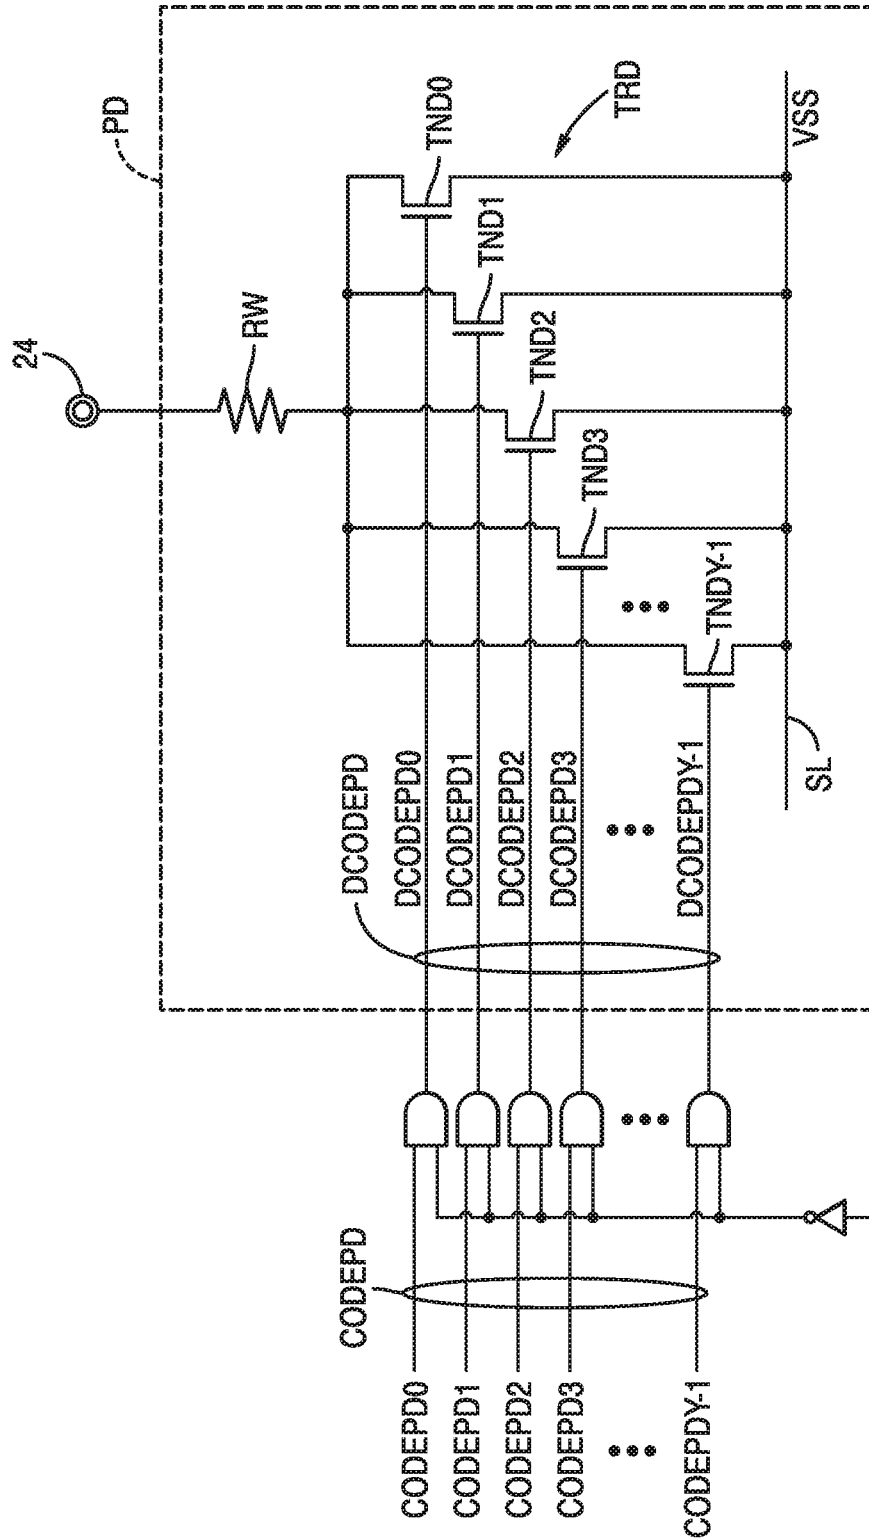 24
PD
RW
TND0
TRD
TND1
TND2
TND3
TNDY-1
VSS
SL
DCODEPD
DCODEPD0
DCODEPD1
DCODEPD2
DCODEPD3
DCODEPDY-1
CODEPD
CODEPD0
CODEPD1
CODEPD2
CODEPD3
CODEPDY-1